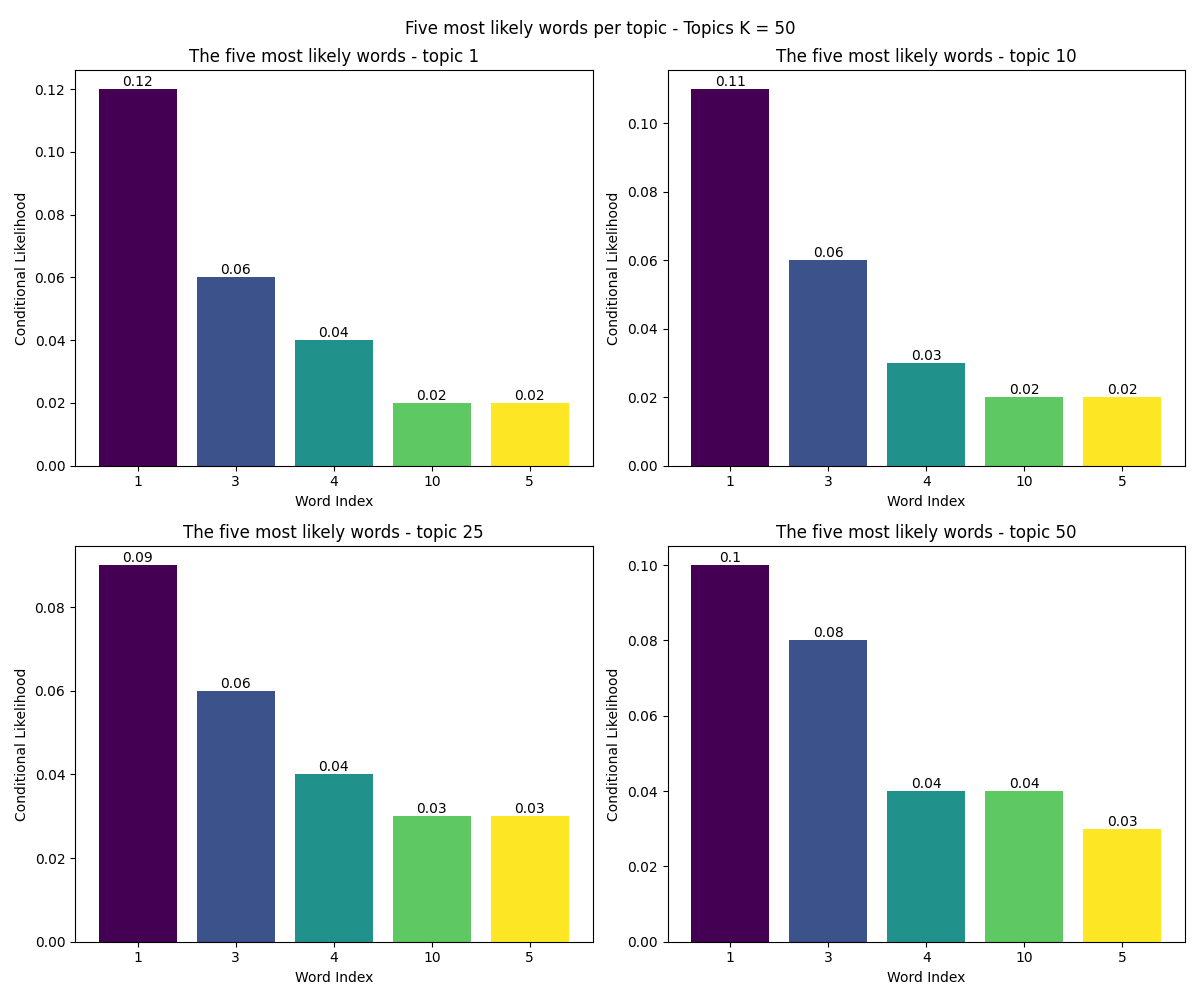 Five most likely words per topic - Topics K = 50
The five most likely words - topic 1
0.12
0.06
0.04
0.02
0.02
0.12
0.10
0.08
0.06
0.04
0.02
0.00
Conditional Likelihood
1 3 4 10 5
Word Index
The five most likely words - topic 10
0.11
0.06
0.03
0.02
0.02
0.10
0.08
0.06
0.04
0.02
0.00
Conditional Likelihood
1 3 4 10 5
Word Index
The five most likely words - topic 25
0.09
0.06
0.04
0.03
0.03
0.08
0.06
0.04
0.02
0.00
Conditional Likelihood
1 3 4 10 5
Word Index
The five most likely words - topic 50
0.1
0.08
0.04
0.04
0.03
0.10
0.08
0.06
0.04
0.02
0.00
Conditional Likelihood
1 3 4 10 5
Word Index